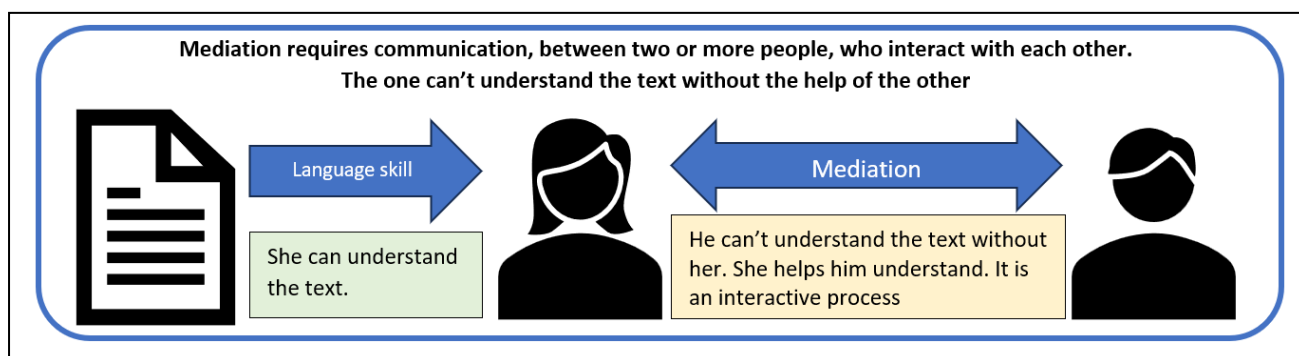 Mediation requires communication, between two or more people, who interact with each other.
The one can’t understand the text without the help of the other
Language skill
Mediation
She can understand
the text.
He can’t understand the text without
her. She helps him understand. It is
an interactive process